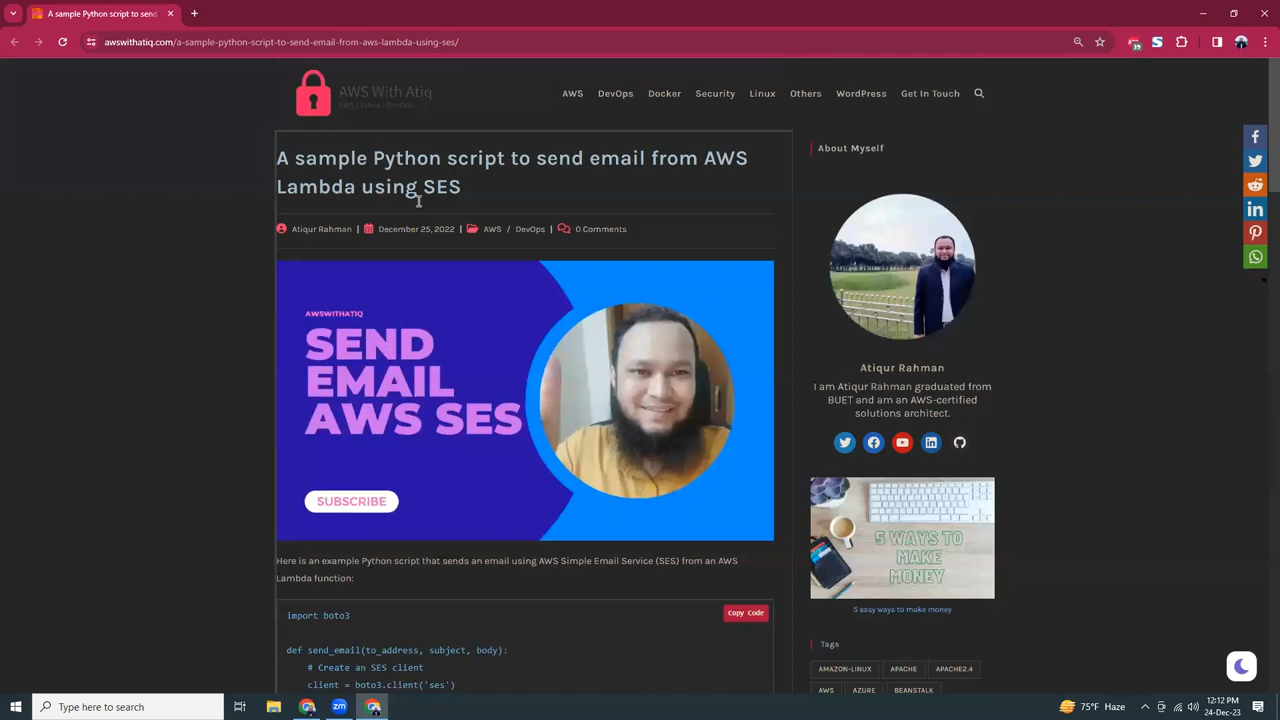 A sample Python script to send
awswithatiq.com/a-sample-python-script-to-send-email-from-aws-lambda-using-ses/
39
AWS With Atiq
AWS | Linux | DevOps
AWS DevOps Docker Security Linux Others WordPress Get In Touch
A sample Python script to send email from AWS
Lambda using SES
Atiqur Rahman | December 25, 2022 | AWS / DevOps | 0 Comments
About Myself
AWSWITHATIQ
SEND
EMAIL
AWS SES
SUBSCRIBE
Atiqur Rahman
I am Atiqur Rahman graduated from
BUET and am an AWS-certified
solutions architect.
5 WAYS TO
MAKE
MONEY
5 easy ways to make money
Here is an example Python script that sends an email using AWS Simple Email Service (SES) from an AWS
Lambda function:
Copy Code
import boto3
def send_email(to_address, subject, body):
# Create an SES client
client = boto3.client('ses')
Tags
AMAZON-LINUX APACHE APACHE2.4
AWS AZURE BEANSTALK
Type here to search
zm
75°F Haze
12:12 PM
24-Dec-23